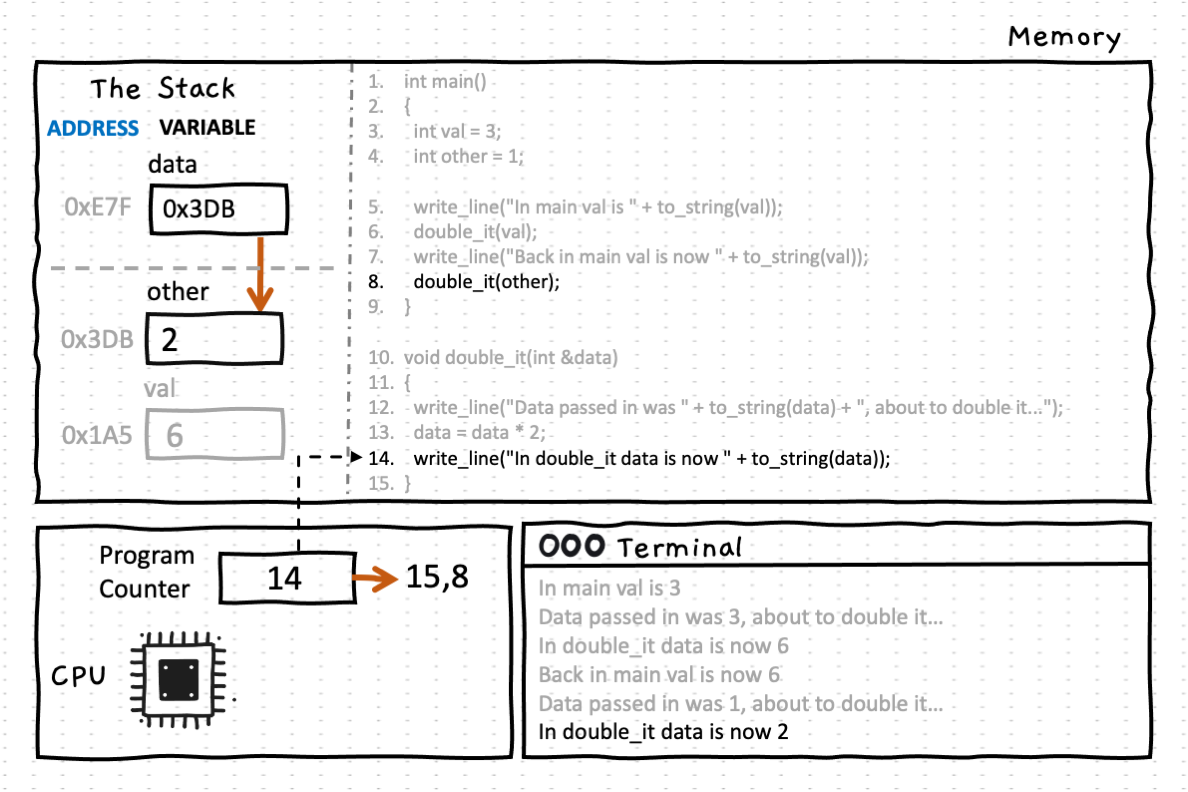 Memory
The Stack
ADDRESS VARIABLE
data
0xE7F 0x3DB
other
0x3DB 2
val
0x1A5 6
1. int main()
2. {
3. int val = 3;
4. int other = 1;
5. write_line("In main val is " + to_string(val));
6. double_it(val);
7. write_line("Back in main val is now " + to_string(val));
8. double_it(other);
9. }
10. void double_it(int &data)
11. {
12. write_line("Data passed in was " + to_string(data) + ", about to double it...");
13. data = data * 2;
14. write_line("In double_it data is now " + to_string(data));
15. }
Program
Counter
14 15,8
CPU
Terminal
In main val is 3
Data passed in was 3, about to double it...
In double_it data is now 6
Back in main val is now 6
Data passed in was 1, about to double it...
In double_it data is now 2